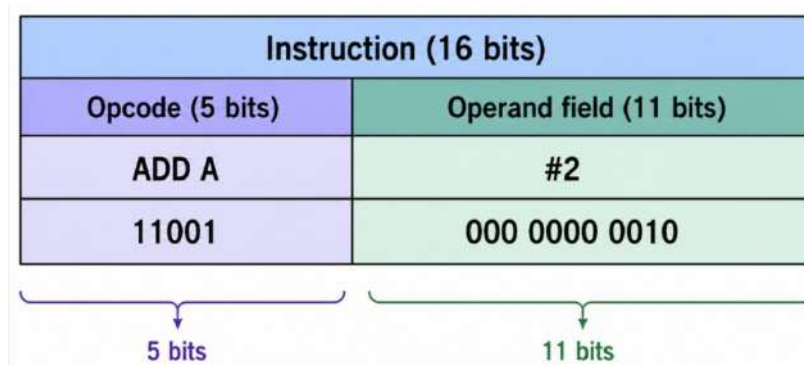 Instruction (16 bits)
Opcode (5 bits) Operand field (11 bits)
ADD A #2
11001 000 0000 0010
5 bits 11 bits